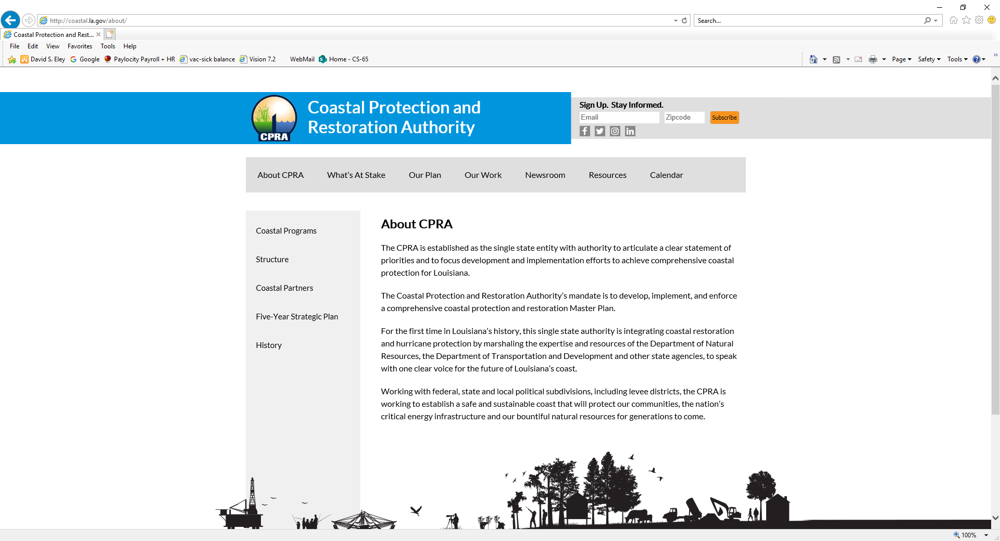 http://coastal.la.gov/about/
Search...
Coastal Protection and Rest...
File Edit View Favorites Tools Help
David S. Eley Google Paylocity Payroll + HR vac-sick balance Vision 7.2 WebMail Home - CS-65
Page Safety Tools
CPRA
Coastal Protection and
Restoration Authority
Sign Up. Stay Informed.
Email Zipcode Subscribe
About CPRA What's At Stake Our Plan Our Work Newsroom Resources Calendar
Coastal Programs
Structure
Coastal Partners
Five-Year Strategic Plan
History
About CPRA
The CPRA is established as the single state entity with authority to articulate a clear statement of
priorities and to focus development and implementation efforts to achieve comprehensive coastal
protection for Louisiana.
The Coastal Protection and Restoration Authority's mandate is to develop, implement, and enforce
a comprehensive coastal protection and restoration Master Plan.
For the first time in Louisiana's history, this single state authority is integrating coastal restoration
and hurricane protection by marshaling the expertise and resources of the Department of Natural
Resources, the Department of Transportation and Development and other state agencies, to speak
with one clear voice for the future of Louisiana's coast.
Working with federal, state and local political subdivisions, including levee districts, the CPRA is
working to establish a safe and sustainable coast that will protect our communities, the nation's
critical energy infrastructure and our bountiful natural resources for generations to come.
100%